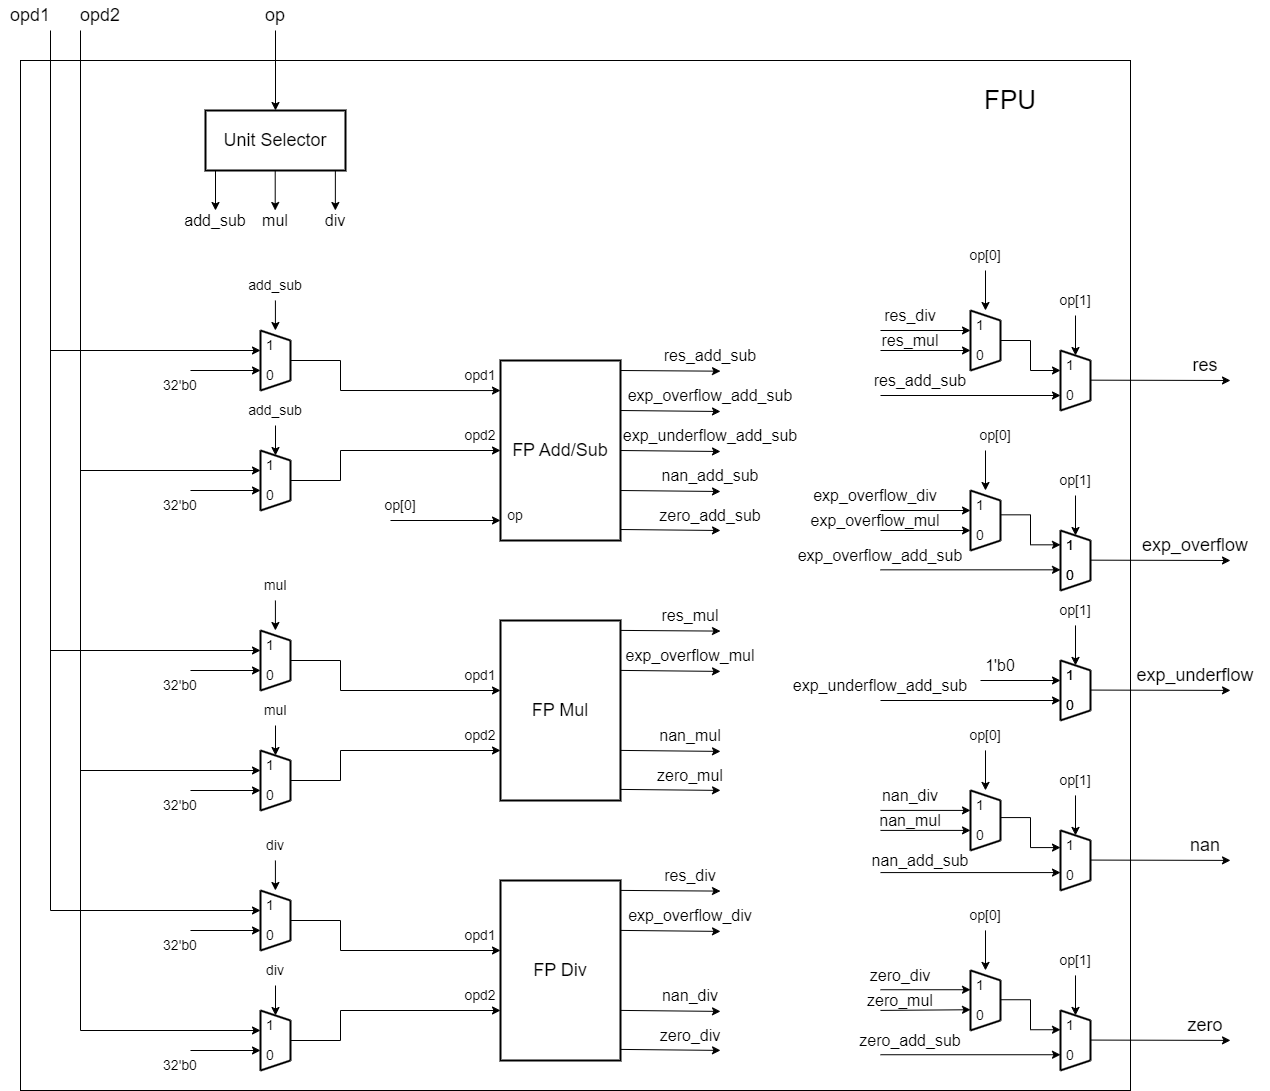 opd1
opd2
op
FPU
Unit Selector
add_sub
mul
div
add_sub
1
0
32'b0
add_sub
1
0
32'b0
opd1
opd2
op[0]
op
FP Add/Sub
res_add_sub
exp_overflow_add_sub
exp_underflow_add_sub
nan_add_sub
zero_add_sub
mul
1
0
32'b0
mul
1
0
32'b0
opd1
opd2
FP Mul
res_mul
exp_overflow_mul
nan_mul
zero_mul
div
1
0
32'b0
div
1
0
32'b0
opd1
opd2
FP Div
res_div
exp_overflow_div
nan_div
zero_div
op[0]
res_div
res_mul
1
0
op[1]
res_add_sub
1
0
res
op[0]
exp_overflow_div
exp_overflow_mul
1
0
op[1]
exp_overflow_add_sub
1
0
exp_overflow
op[1]
1'b0
exp_underflow_add_sub
1
0
exp_underflow
op[0]
nan_div
nan_mul
1
0
op[1]
nan_add_sub
1
0
nan
op[0]
zero_div
zero_mul
1
0
op[1]
zero_add_sub
1
0
zero